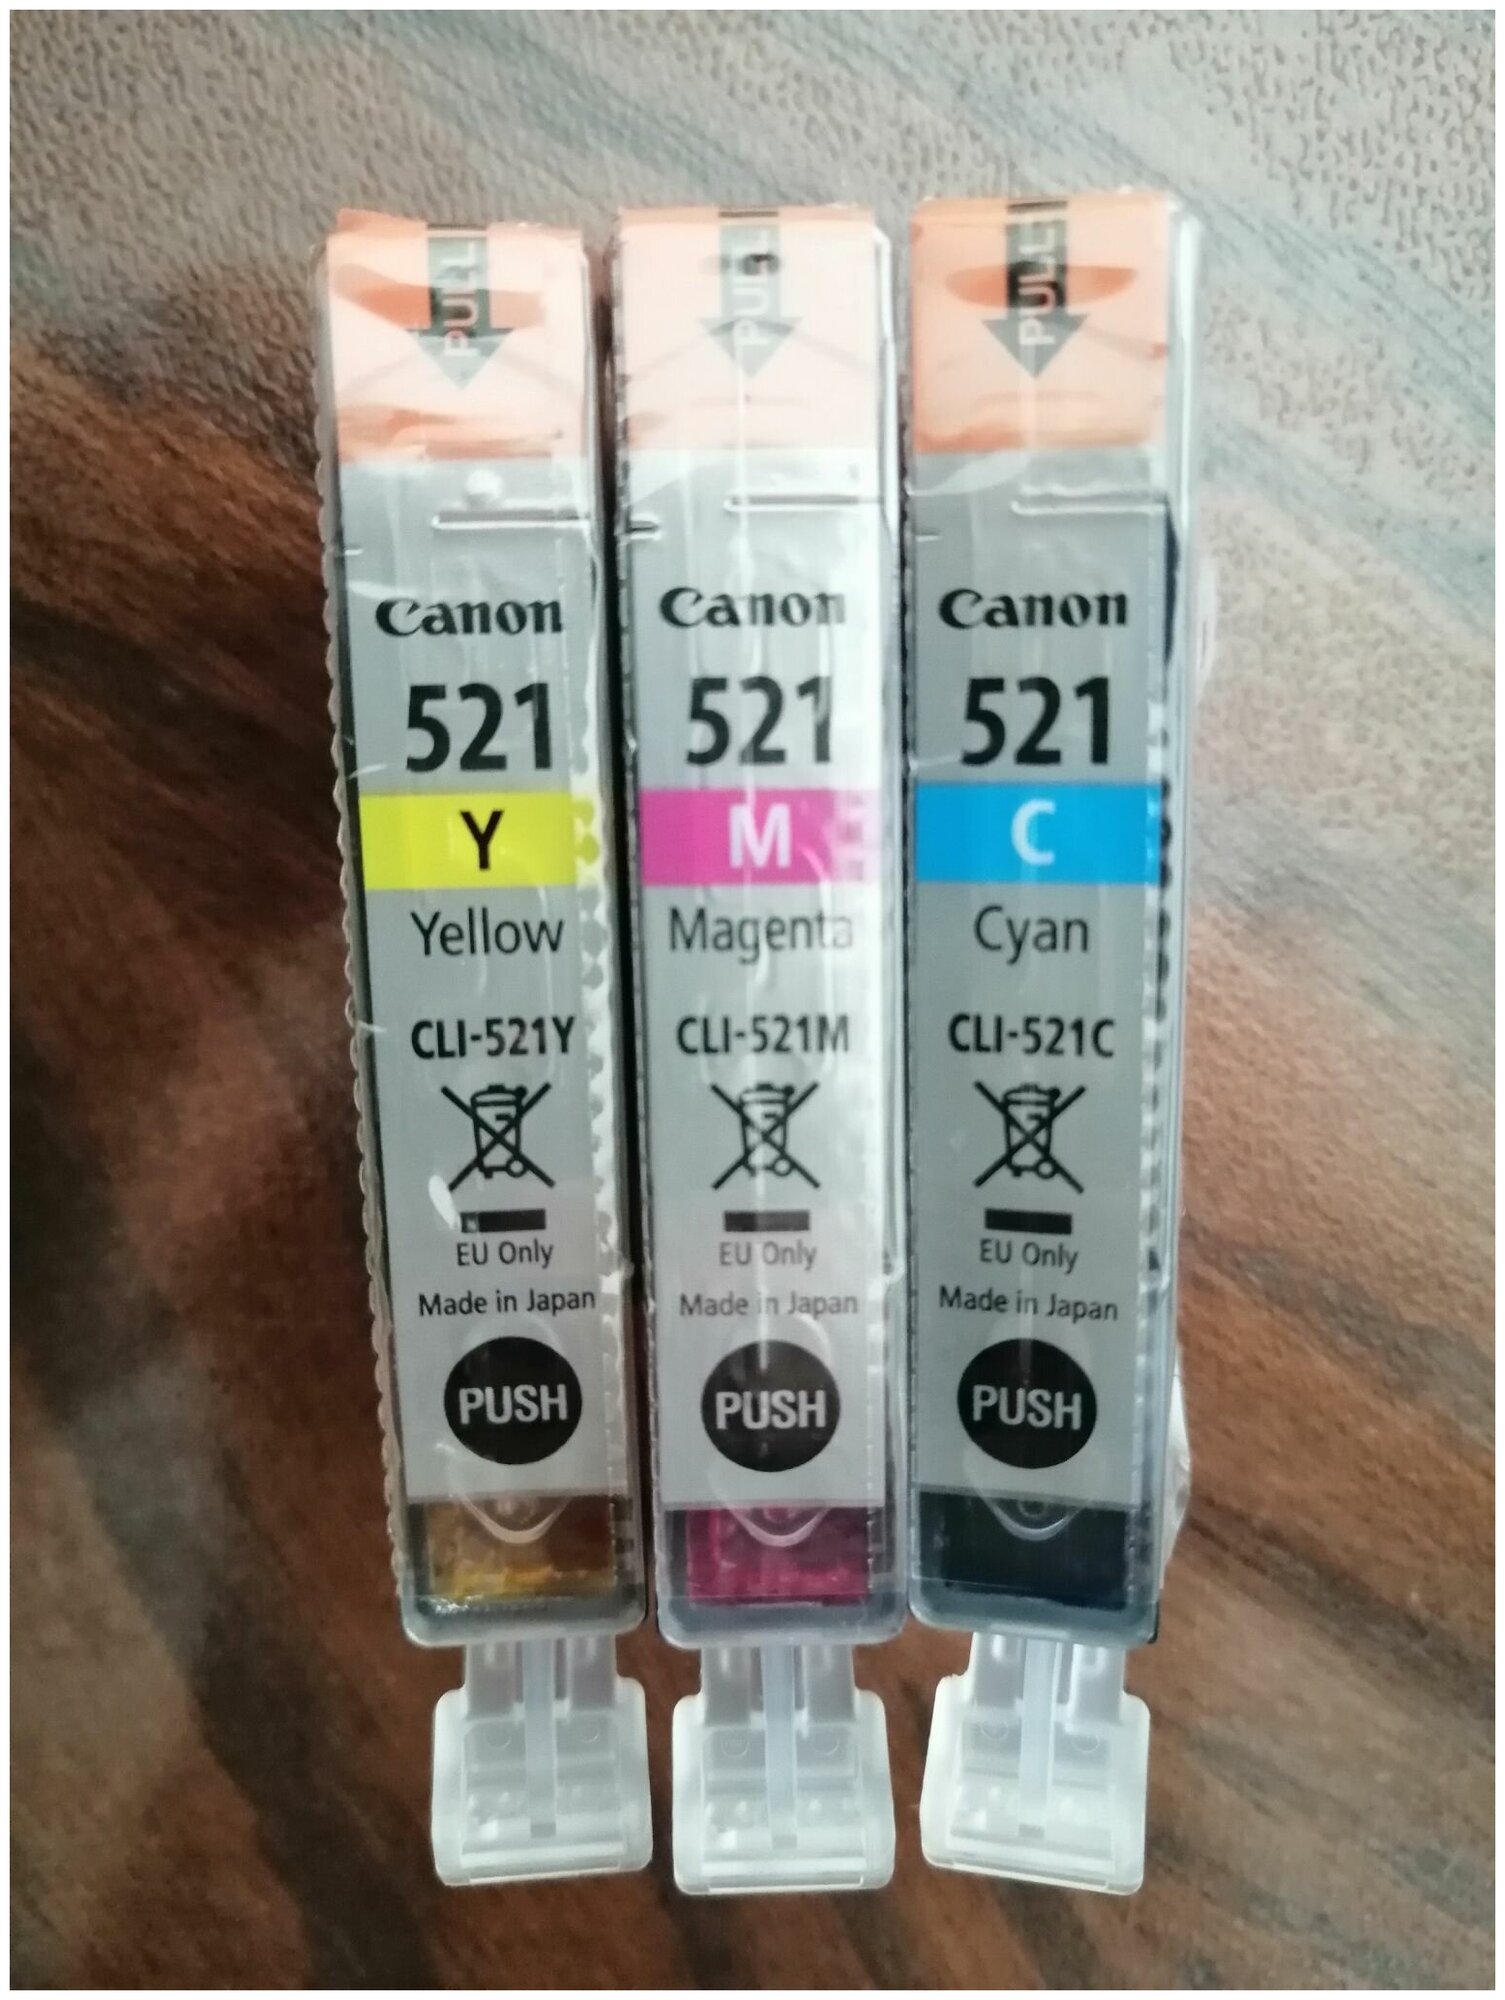 PULL
Canon
521
Y
Yellow
CLI-521Y
EU Only
Made in Japan
PUSH
PULL
Canon
521
M
Magenta
CLI-521M
EU Only
Made in Japan
PUSH
PULL
Canon
521
C
Cyan
CLI-521C
EU Only
Made in Japan
PUSH